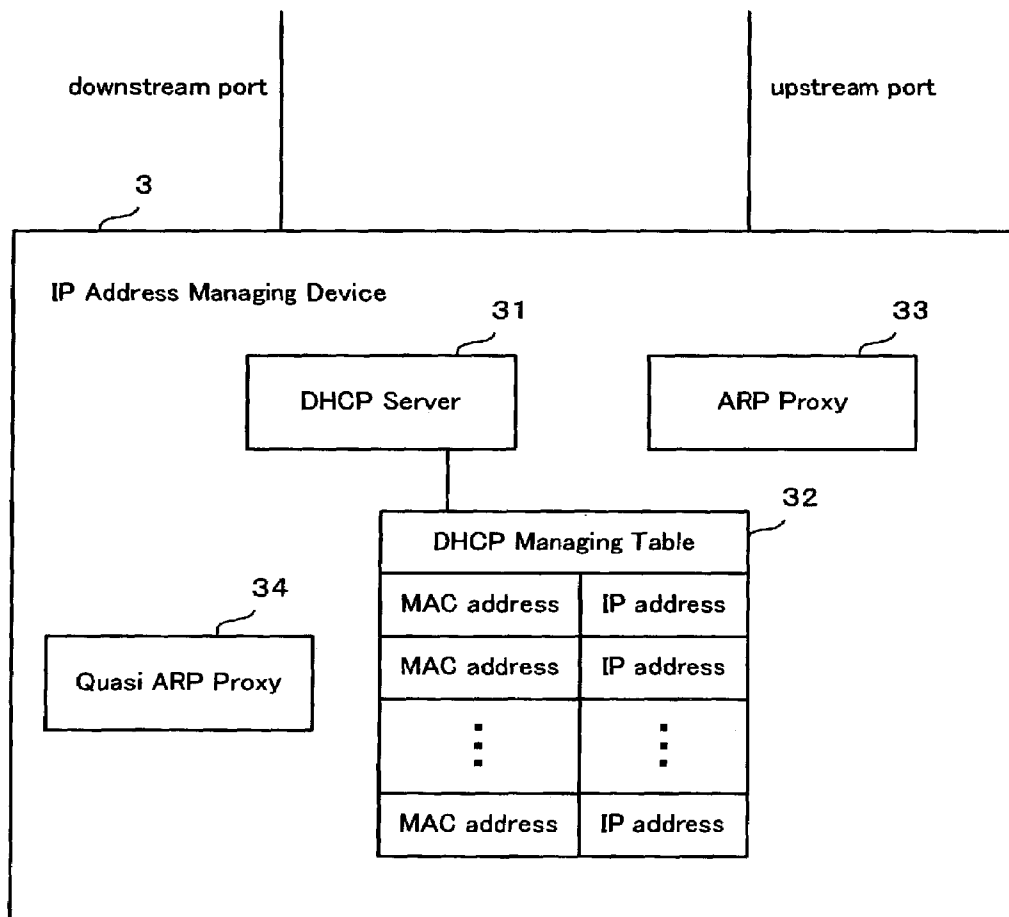 downstream port
upstream port
3
IP Address Managing Device
31
33
DHCP Server
ARP Proxy
32
DHCP Managing Table
34
MAC address IP address
Quasi ARP Proxy
MAC address IP address
⋮ ⋮
MAC address IP address